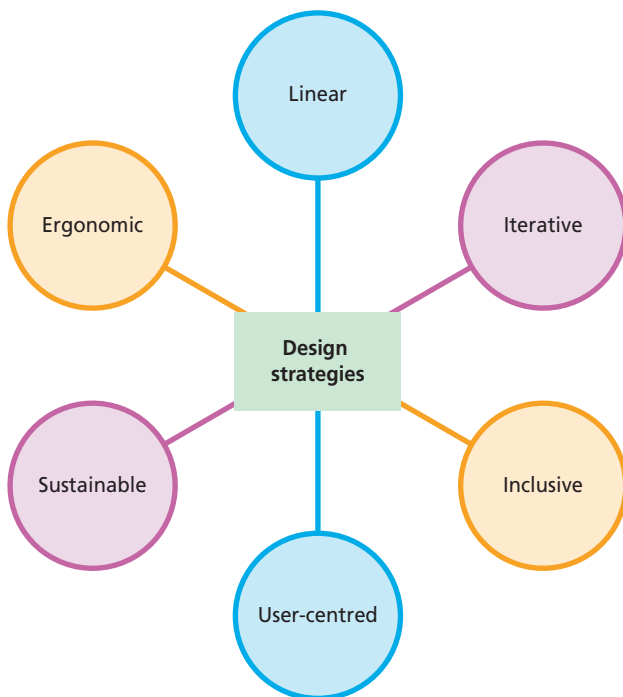 Linear
Ergonomic
Iterative
Design
strategies
Sustainable
Inclusive
User-centred